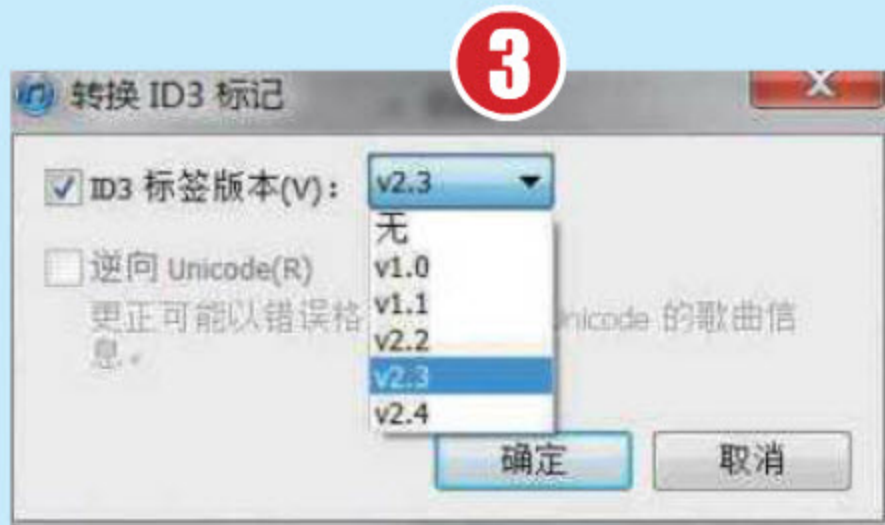 3
转换 ID3 标记
ID3 标签版本(V)： v2.3
无
逆向 Unicode(R)
v1.0
更正可能以错误格 nicode 的歌曲信
息。
v1.1
v2.2
v2.3
v2.4
确定 取消